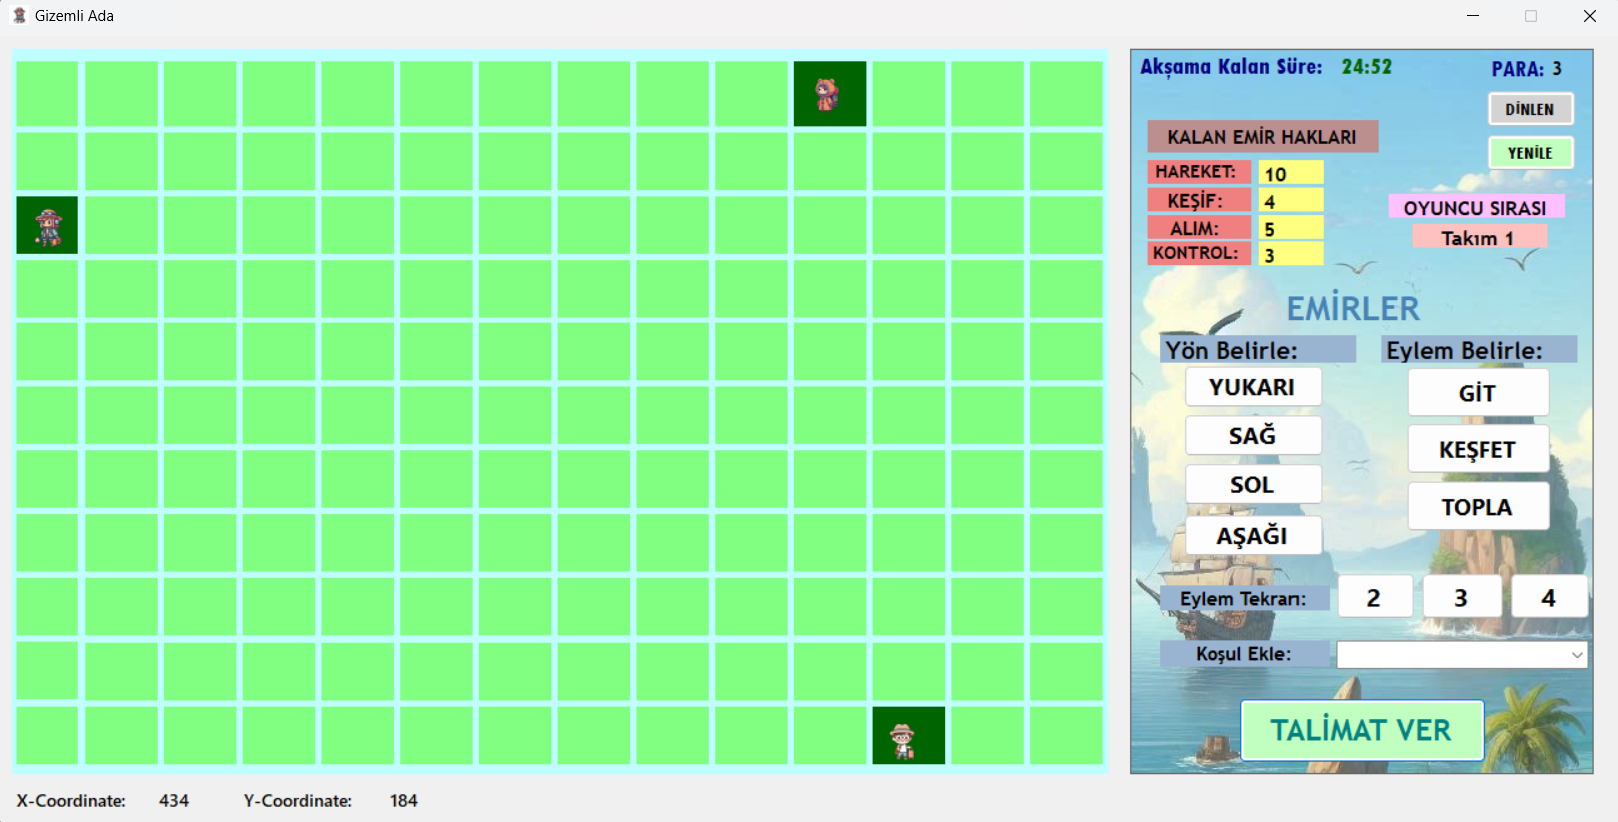 Gizemli Ada
Akşama Kalan Süre: 24:52
PARA: 3
DİNLEN
YENİLE
KALAN EMİR HAKLARI
HAREKET: 10
KEŞİF: 4
ALIM: 5
KONTROL: 3
OYUNCU SIRASI
Takım 1
EMİRLER
Yön Belirle:
Eylem Belirle:
YUKARI
SAĞ
SOL
AŞAĞI
GİT
KEŞFET
TOPLA
Eylem Tekrarı: 2 3 4
Koşul Ekle:
TALİMAT VER
X-Coordinate: 434 Y-Coordinate: 184